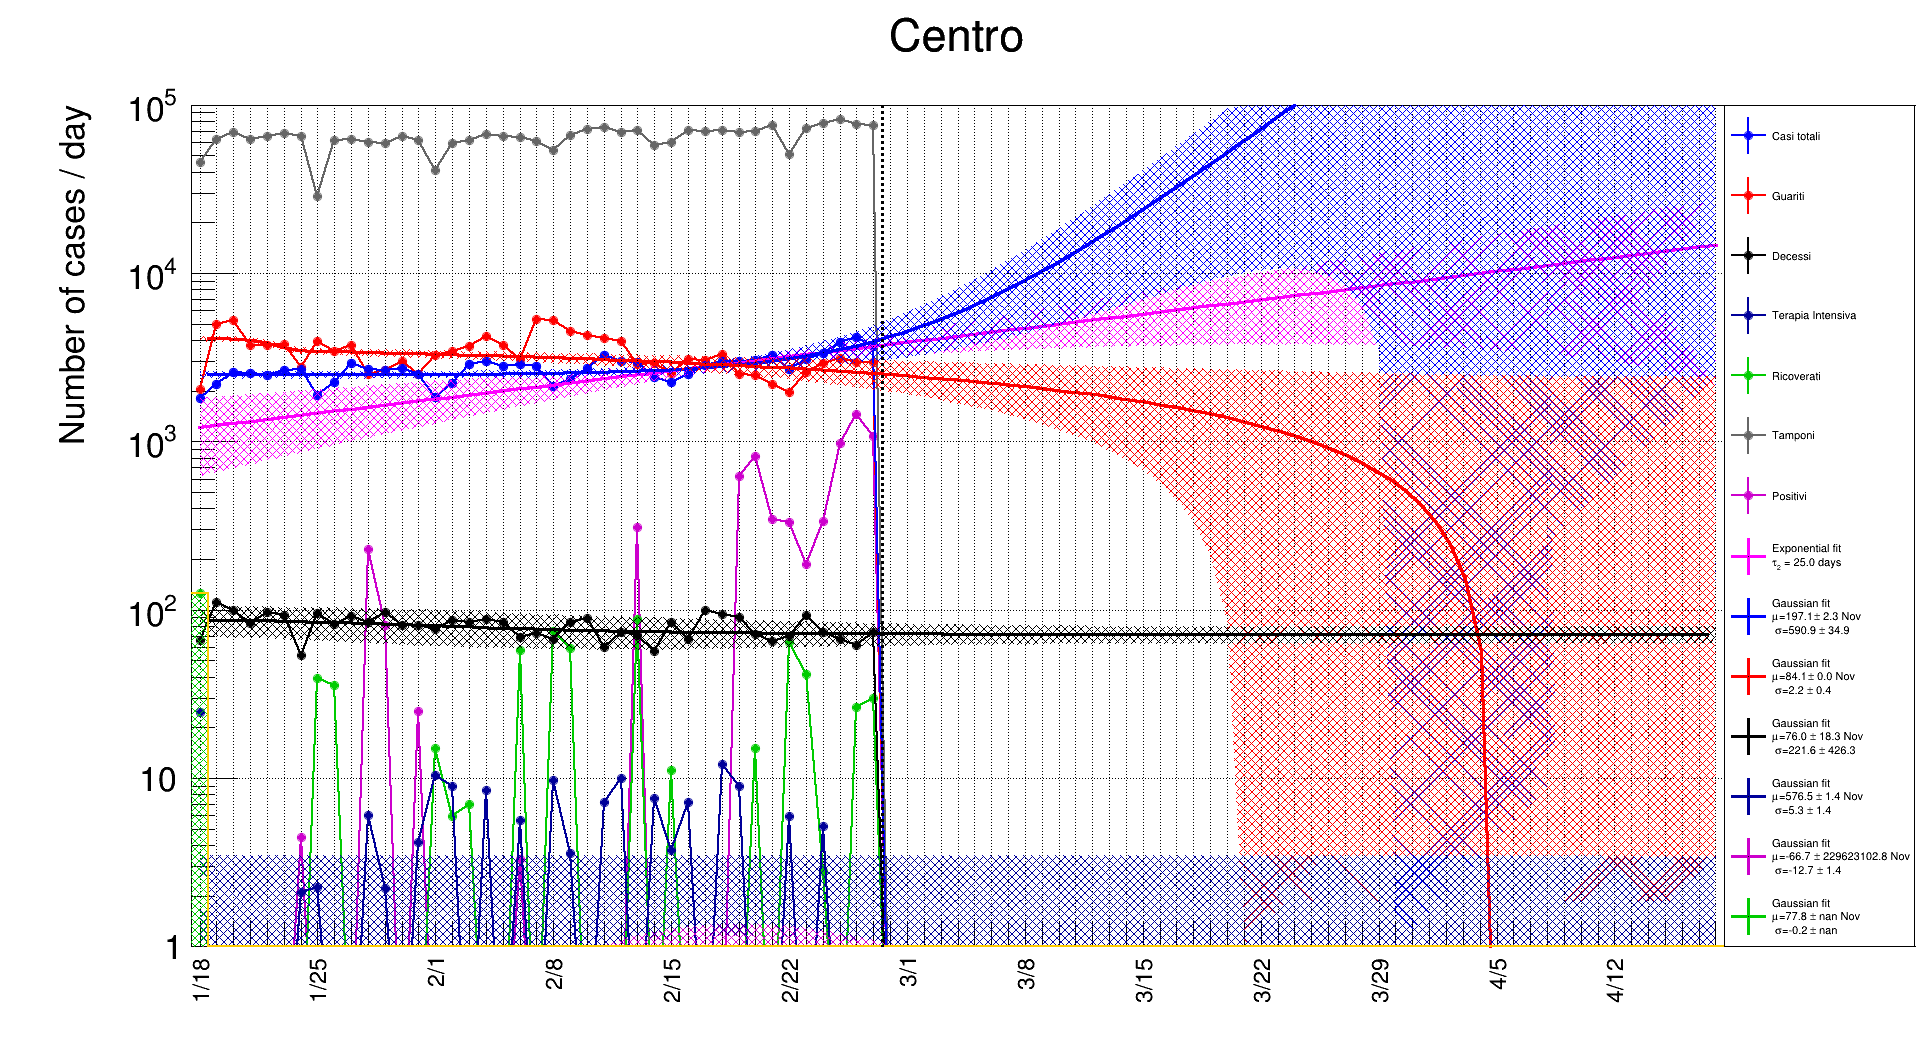 Centro
Number of cases / day
10^5
10^4
10^3
10^2
10
1
1/18
1/25
2/1
2/8
2/15
2/22
3/1
3/8
3/15
3/22
3/29
4/5
4/12
Casi totali
Guariti
Decessi
Terapia Intensiva
Ricoverati
Tamponi
Positivi
Exponential fit
τ₂ = 25.0 days
Gaussian fit
μ=197.1 ± 2.3 Nov
σ=590.9 ± 34.9
Gaussian fit
μ=84.1 ± 0.0 Nov
σ=2.2 ± 0.4
Gaussian fit
μ=76.0 ± 18.3 Nov
σ=221.6 ± 426.3
Gaussian fit
μ=576.5 ± 1.4 Nov
σ=5.3 ± 1.4
Gaussian fit
μ=-66.7 ± 229623102.8 Nov
σ=-12.7 ± 1.4
Gaussian fit
μ=77.8 ± nan Nov
σ=-0.2 ± nan